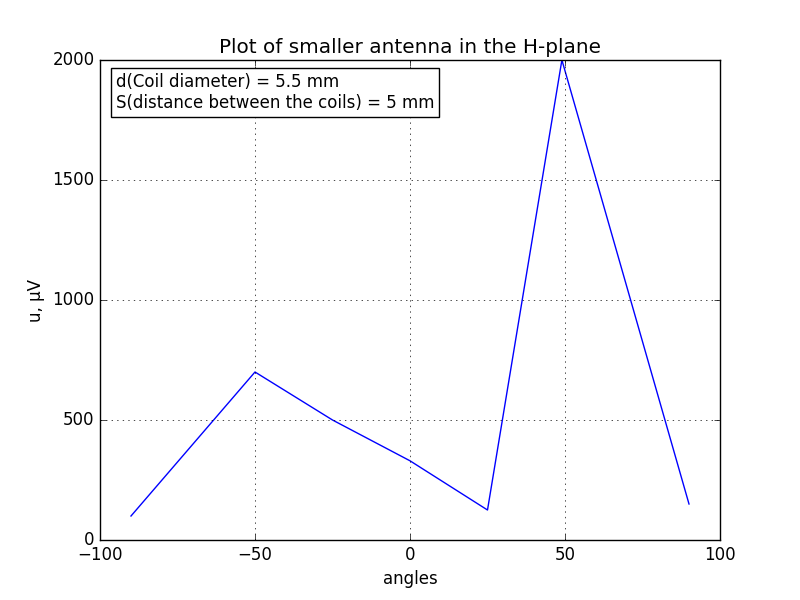 Plot of smaller antenna in the H-plane
d(Coil diameter) = 5.5 mm
S(distance between the coils) = 5 mm
2000
1500
1000
500
0
u, μV
−100 −50 0 50 100
angles